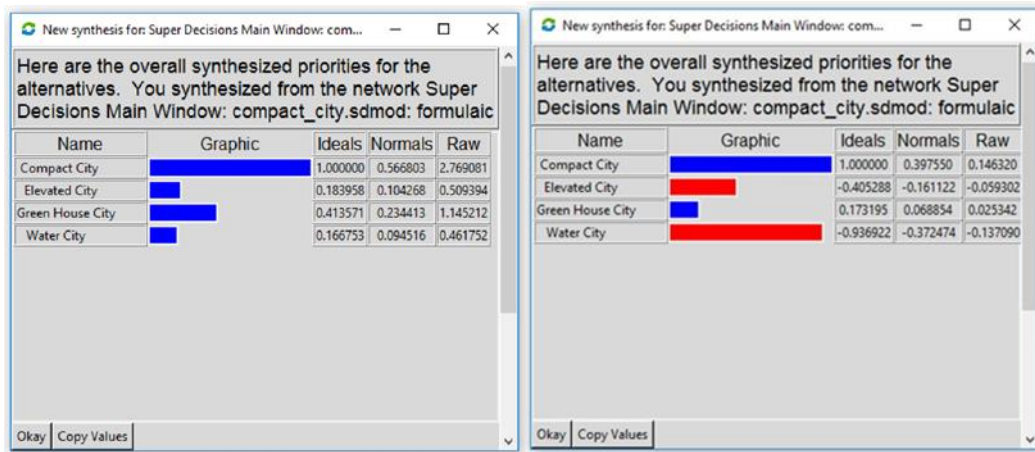 New synthesis for: Super Decisions Main Window: com...
Here are the overall synthesized priorities for the
alternatives. You synthesized from the network Super
Decisions Main Window: compact_city.sdmod: formulaic
Name Graphic Ideals Normals Raw
Compact City 1.000000 0.566803 2.769081
Elevated City 0.183958 0.104268 0.509394
Green House City 0.413571 0.234413 1.145212
Water City 0.166753 0.094516 0.461752
Okay Copy Values
New synthesis for: Super Decisions Main Window: com...
Here are the overall synthesized priorities for the
alternatives. You synthesized from the network Super
Decisions Main Window: compact_city.sdmod: formulaic
Name Graphic Ideals Normals Raw
Compact City 1.000000 0.397550 0.146320
Elevated City -0.405288 -0.161122 -0.059302
Green House City 0.173195 0.068854 0.025342
Water City -0.936922 -0.372474 -0.137090
Okay Copy Values